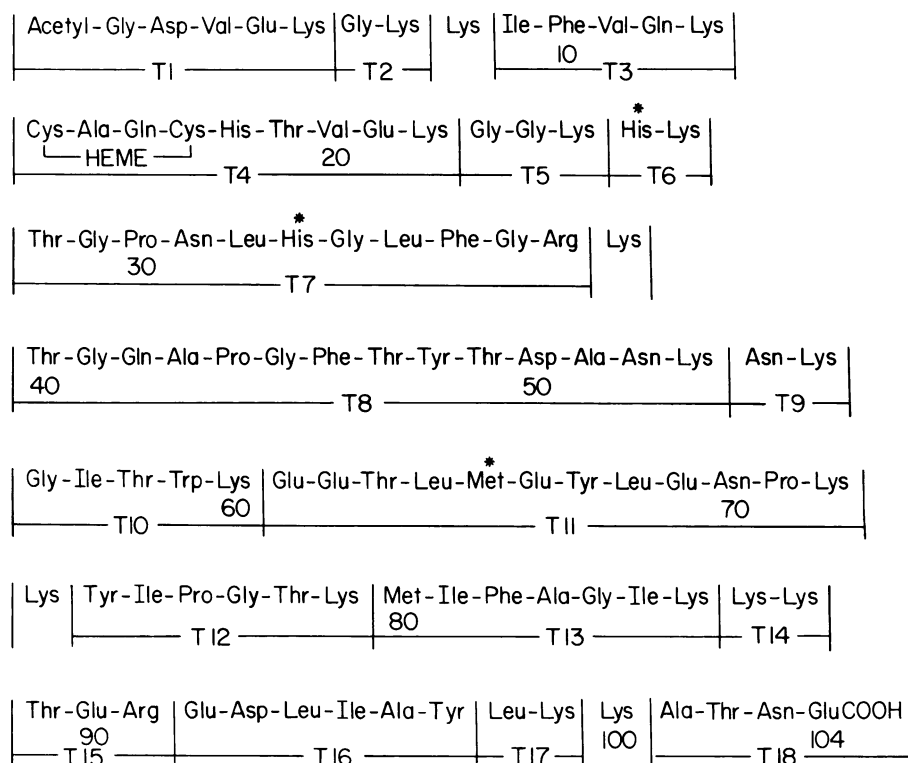 Acetyl-Gly-Asp-Val-Glu-Lys Gly-Lys Lys Ile-Phe-Val-Gln-Lys
10
T1 T2 T3
* 
Cys-Ala-Gln-Cys-His-Thr-Val-Glu-Lys Gly-Gly-Lys His-Lys
HEME 20
T4 T5 T6
*
Thr-Gly-Pro-Asn-Leu-His-Gly-Leu-Phe-Gly-Arg Lys
30
T7
Thr-Gly-Gln-Ala-Pro-Gly-Phe-Thr-Tyr-Thr-Asp-Ala-Asn-Lys Asn-Lys
40 50
T8 T9
*
Gly-Ile-Thr-Trp-Lys Glu-Glu-Thr-Leu-Met-Glu-Tyr-Leu-Glu-Asn-Pro-Lys
60 70
T10 T11
Lys Tyr-Ile-Pro-Gly-Thr-Lys Met-Ile-Phe-Ala-Gly-Ile-Lys Lys-Lys
80
T12 T13 T14
Thr-Glu-Arg Glu-Asp-Leu-Ile-Ala-Tyr Leu-Lys Lys Ala-Thr-Asn-GluCOOH
90 100 104
T15 T16 T17 T18